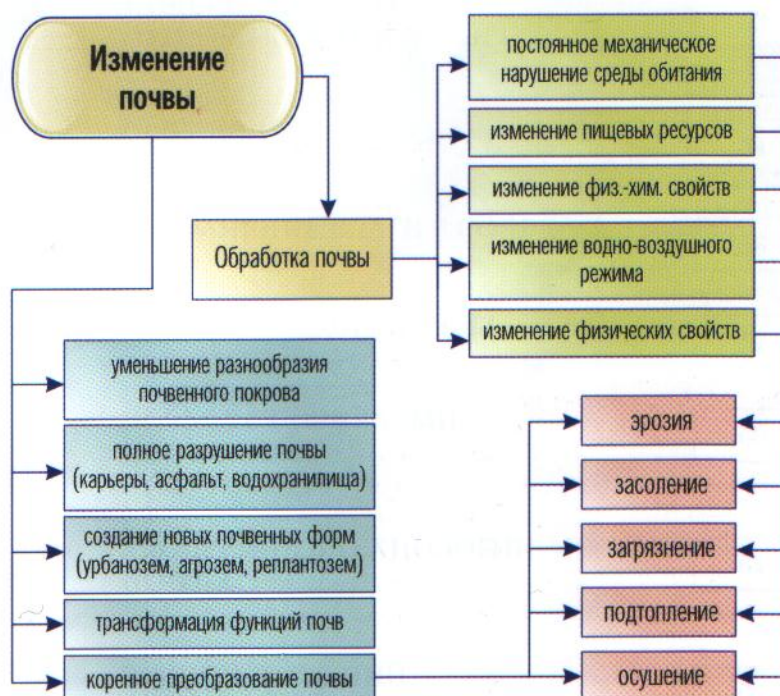 Изменение
почвы
Обработка почвы
постоянное механическое
нарушение среды обитания
изменение пищевых ресурсов
изменение физ.-хим. свойств
изменение водно-воздушного
режима
изменение физических свойств
уменьшение разнообразия
почвенного покрова
полное разрушение почвы
(карьеры, асфальт, водохранилища)
создание новых почвенных форм
(урбанозем, агрозем, реплантозем)
трансформация функций почв
коренное преобразование почвы
эрозия
засоление
загрязнение
подтопление
осушение